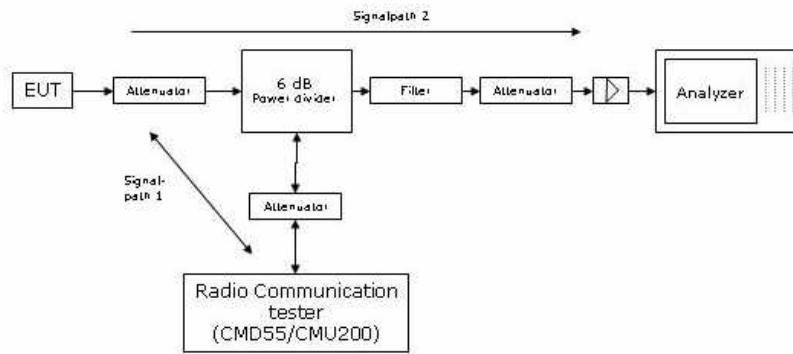 Signalpath 2
EUT
Attenuator
6 dB
Power divider
Filter
Attenuator
Analyzer
Signal-
path 1
Attenuator
Radio Communication
tester
(CMD55/CMU200)